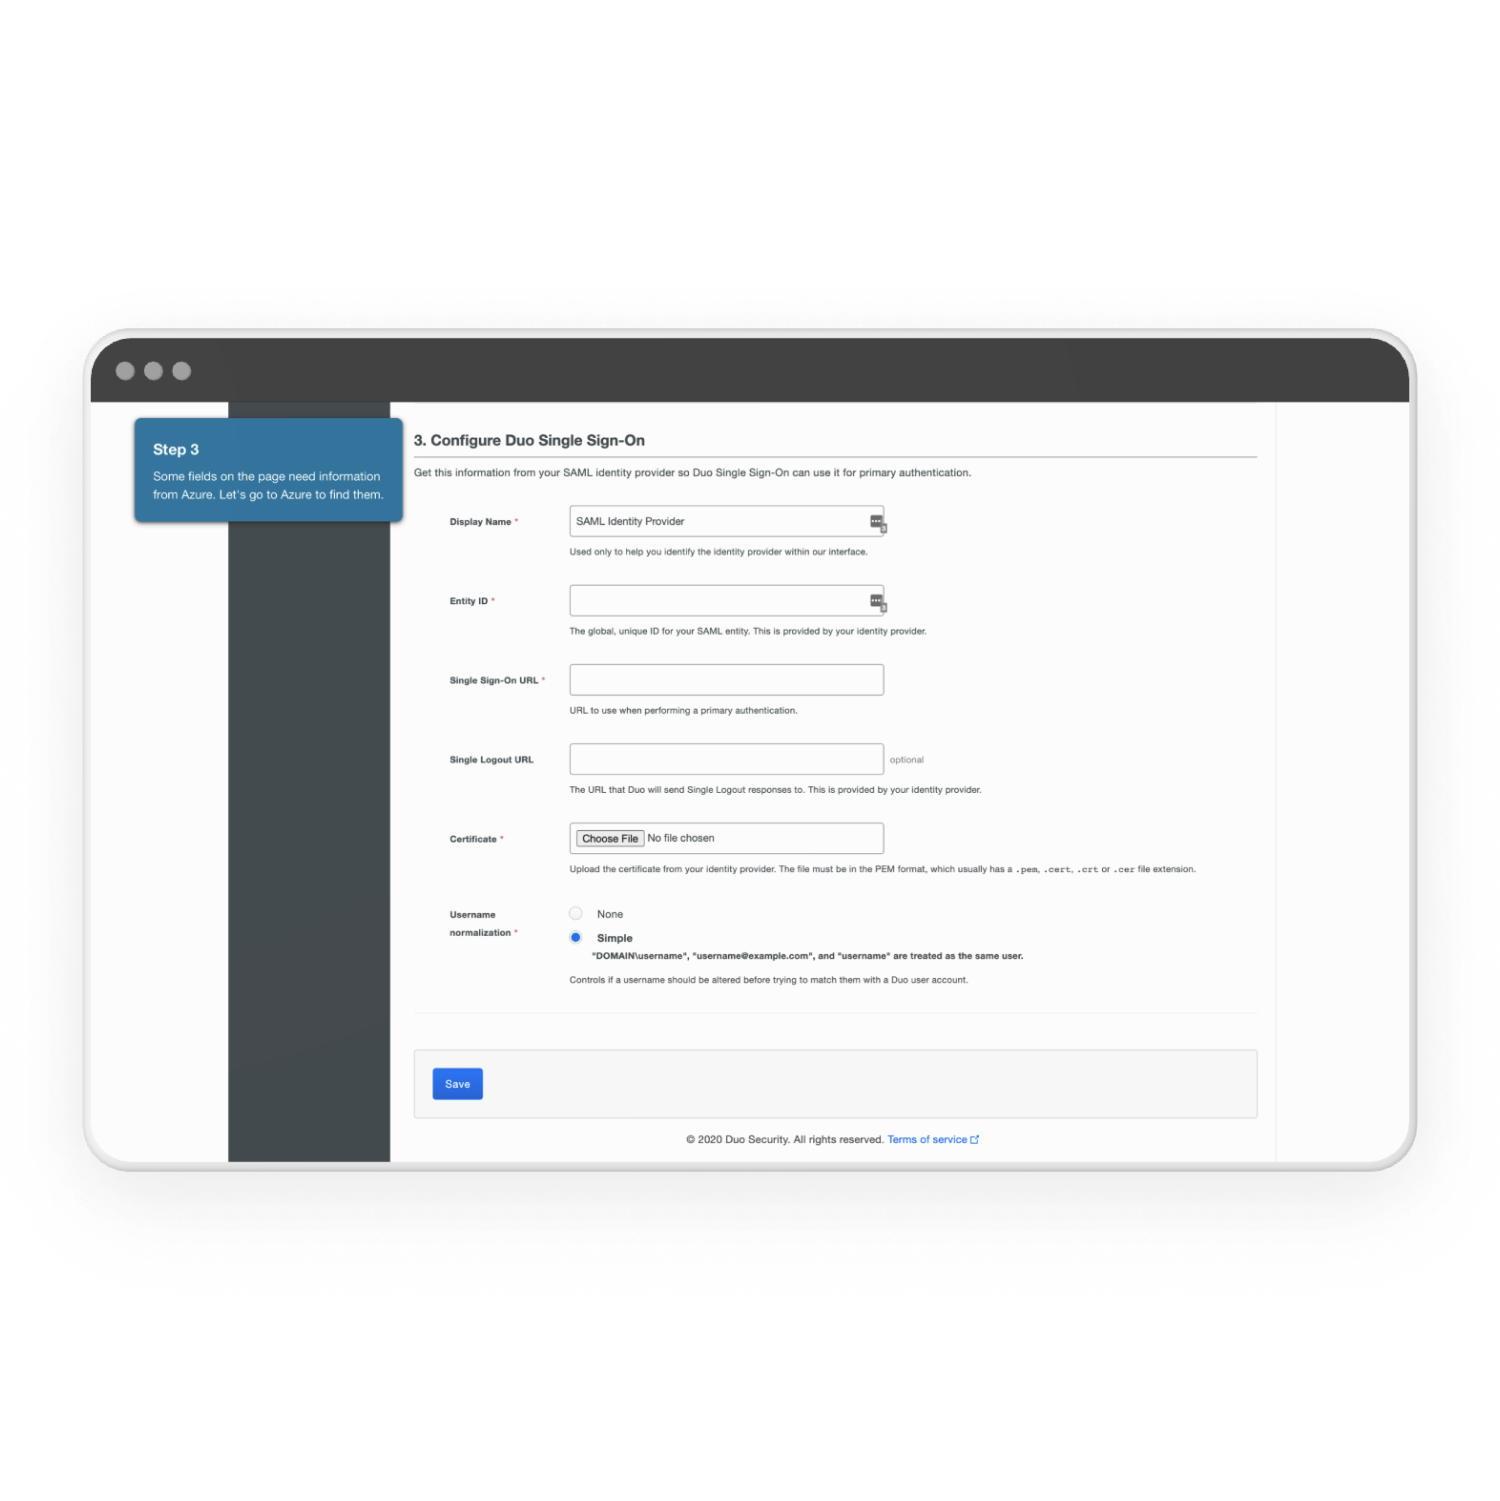 Step 3
Some fields on the page need information
from Azure. Let's go to Azure to find them.
3. Configure Duo Single Sign-On
Get this information from your SAML identity provider so Duo Single Sign-On can use it for primary authentication.
Display Name *
SAML Identity Provider
3
Used only to help you identify the identity provider within our interface.
Entity ID *
3
The global, unique ID for your SAML entity. This is provided by your identity provider.
Single Sign-On URL *
URL to use when performing a primary authentication.
Single Logout URL
optional
The URL that Duo will send Single Logout responses to. This is provided by your identity provider.
Certificate *
Choose File No file chosen
Upload the certificate from your identity provider. The file must be in the PEM format, which usually has a .pem, .cert, .crt or .cer file extension.
Username
normalization *
None
Simple
"DOMAIN\username", "username@example.com", and "username" are treated as the same user.
Controls if a username should be altered before trying to match them with a Duo user account.
Save
© 2020 Duo Security. All rights reserved. Terms of service